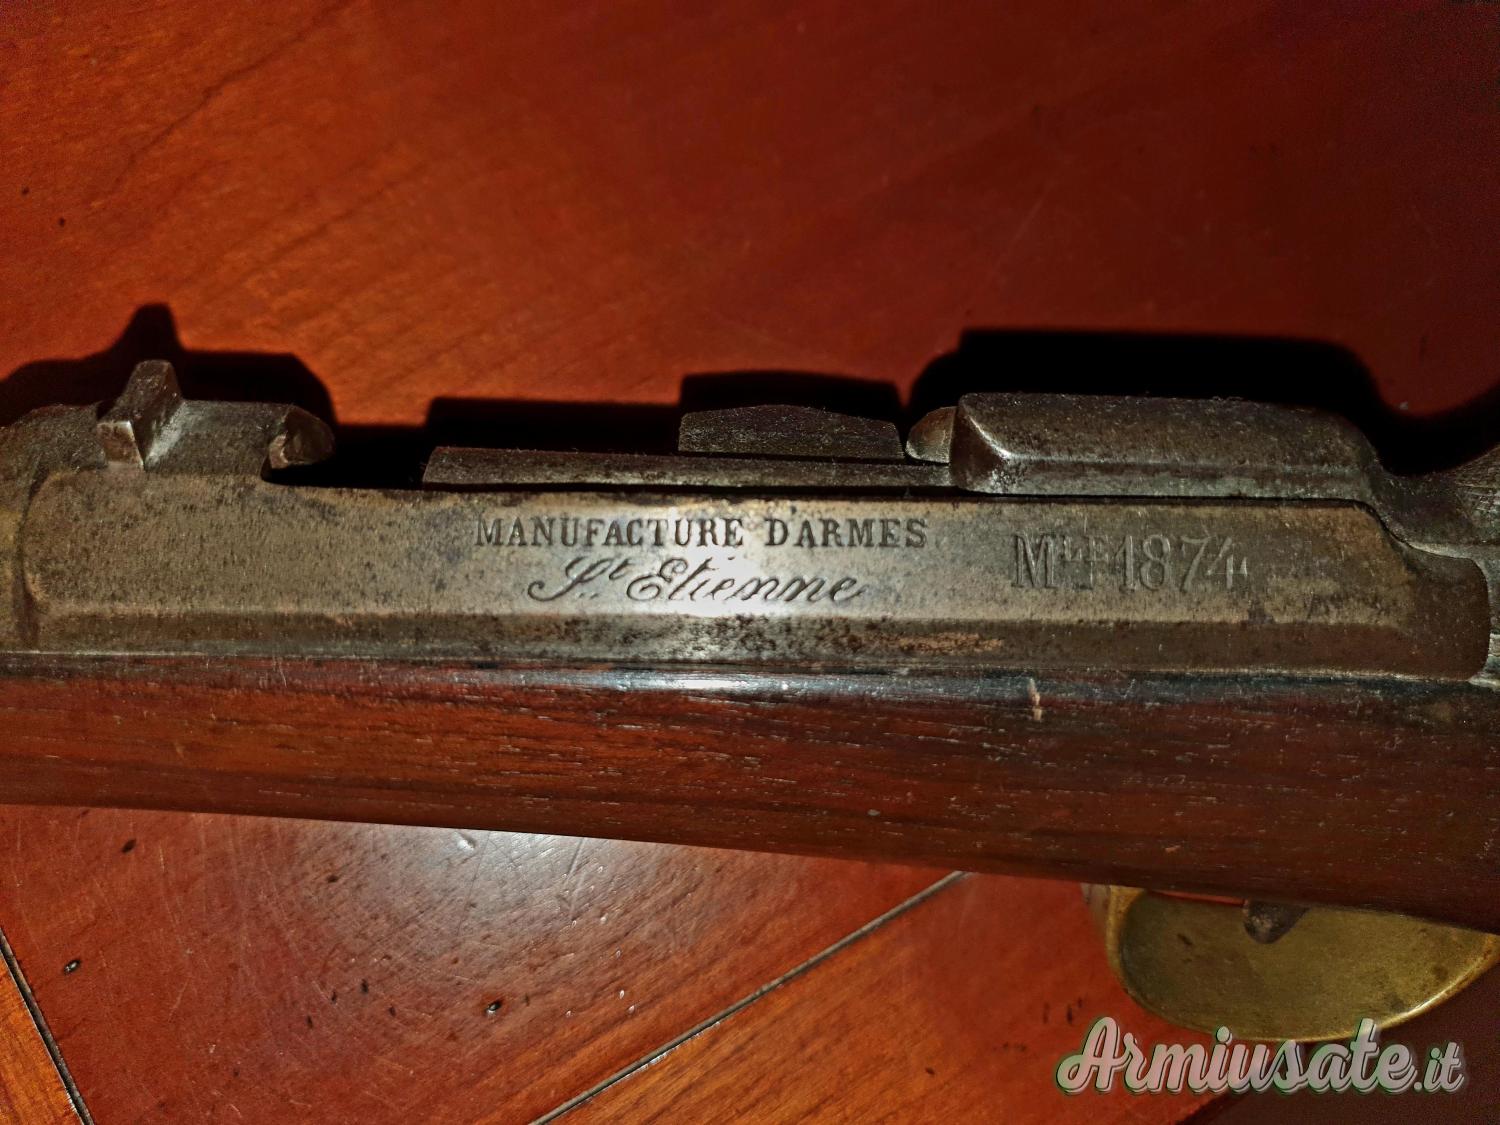 MANUFACTURE D'ARMES
St. Etienne
Mle 1874
Armiusate.it